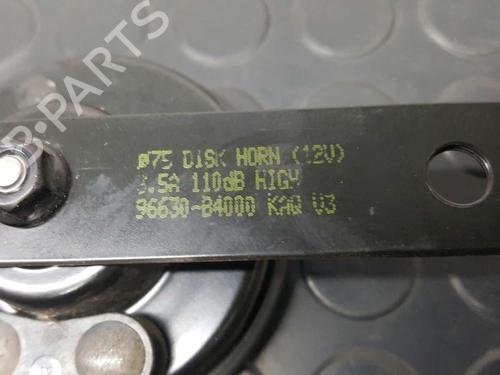 B-PARTS
ø75 DISK HORN (12V)
3.5A 110dB HIGH
96630-B4000 KAQ V3